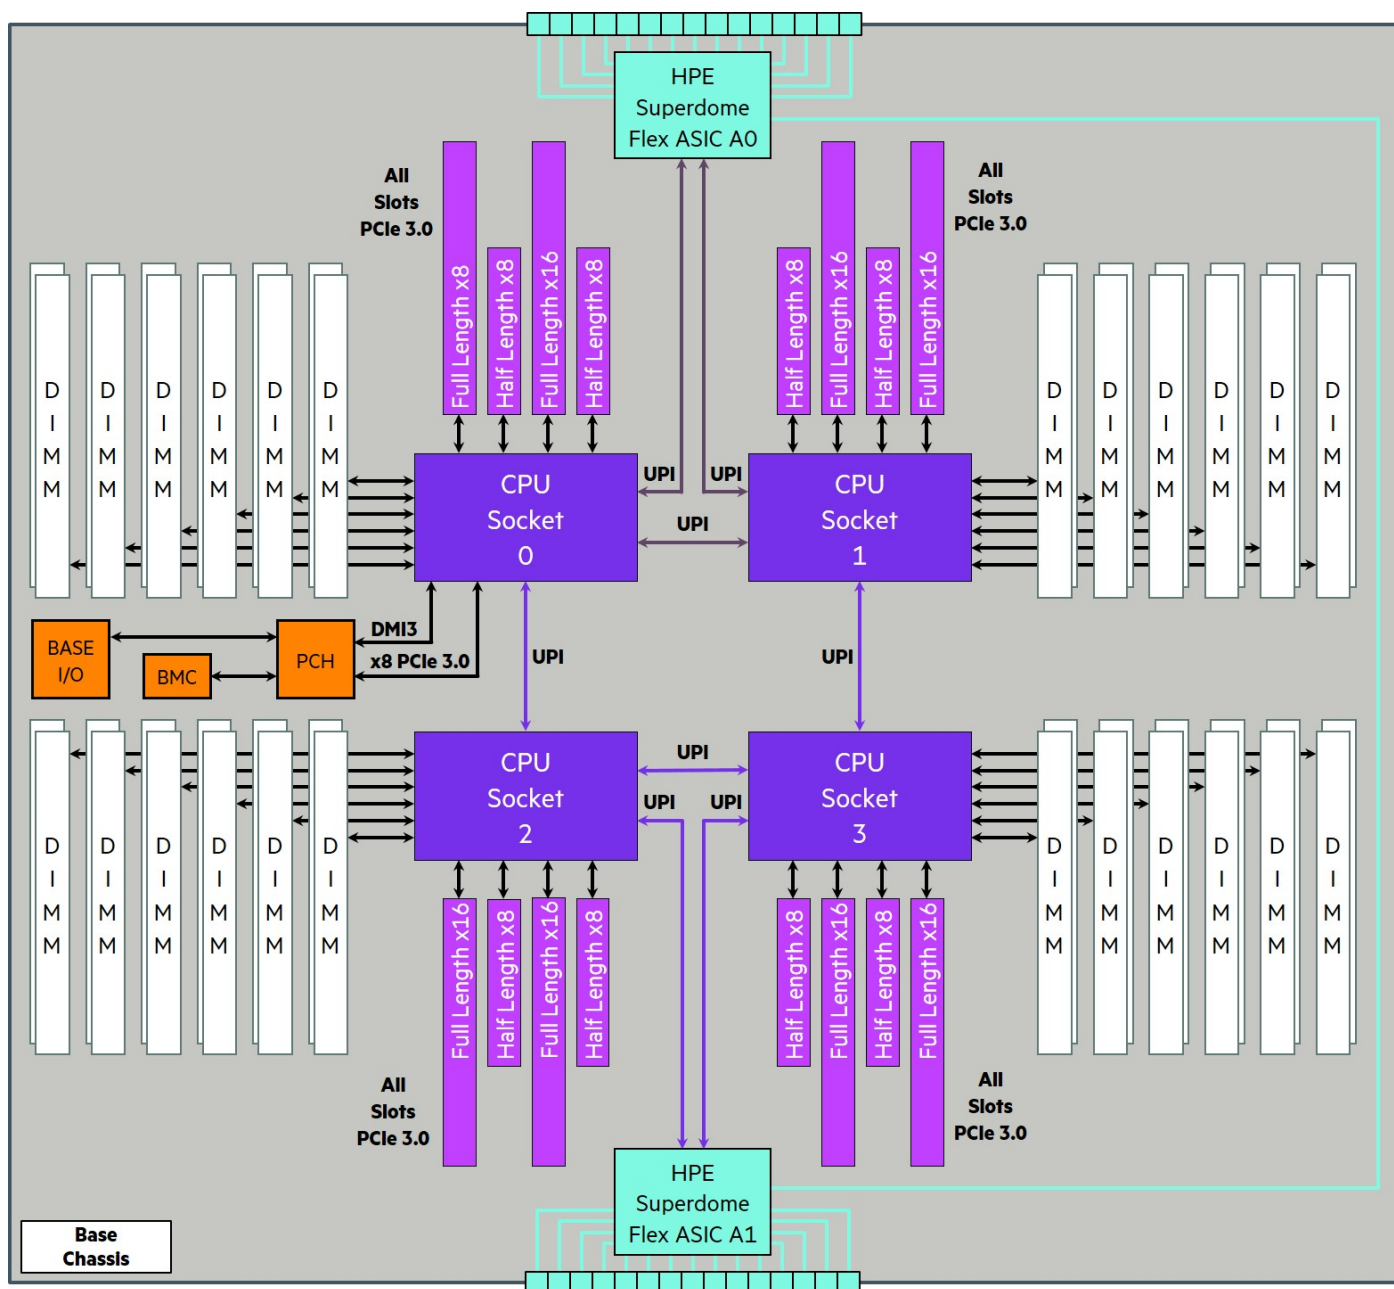 HPE
Superdome
Flex ASIC A0
All
Slots
PCIe 3.0
Full Length x8
Half Length x8
Full Length x16
Half Length x8
Half Length x8
Full Length x16
Half Length x8
Full Length x16
All
Slots
PCIe 3.0
DIMM
DIMM
DIMM
DIMM
DIMM
DIMM
DIMM
DIMM
DIMM
DIMM
DIMM
DIMM
CPU
Socket
0
UPI
UPI
UPI
CPU
Socket
1
BASE
I/O
BMC
PCH
DMI3
x8 PCIe 3.0
UPI
UPI
DIMM
DIMM
DIMM
DIMM
DIMM
DIMM
CPU
Socket
2
UPI
UPI
UPI
CPU
Socket
3
DIMM
DIMM
DIMM
DIMM
DIMM
DIMM
Full Length x16
Half Length x8
Full Length x16
Half Length x8
Half Length x8
Full Length x16
Half Length x8
Full Length x16
All
Slots
PCIe 3.0
All
Slots
PCIe 3.0
HPE
Superdome
Flex ASIC A1
Base
Chassis